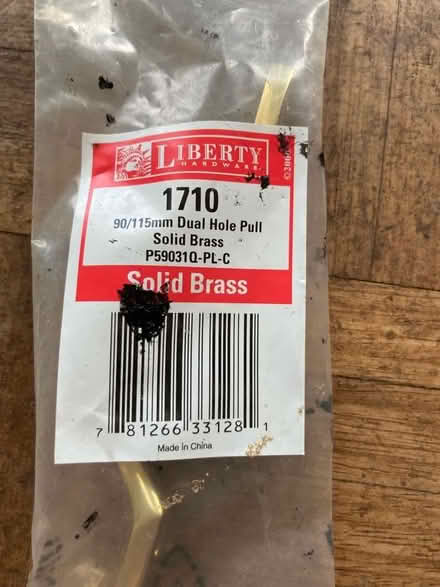 LIBERTY
HARDWARE
1710
90/115mm Dual Hole Pull
Solid Brass
P59031Q-PL-C
Solid Brass
7 81266 33128 1
Made in China